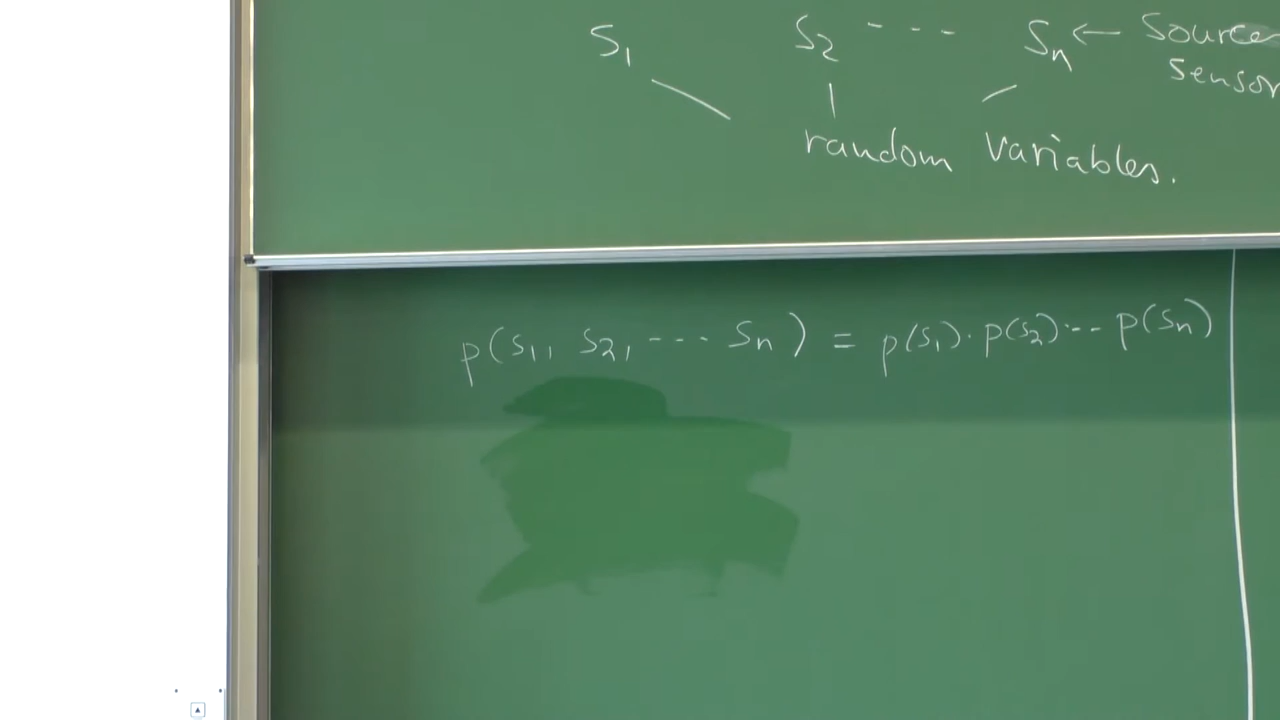 S₁ S₂ - - - Sₙ ← Source
Sensor
random variables.
p(s₁, s₂, --- sₙ) = p(s₁)·p(s₂)·-- p(sₙ)